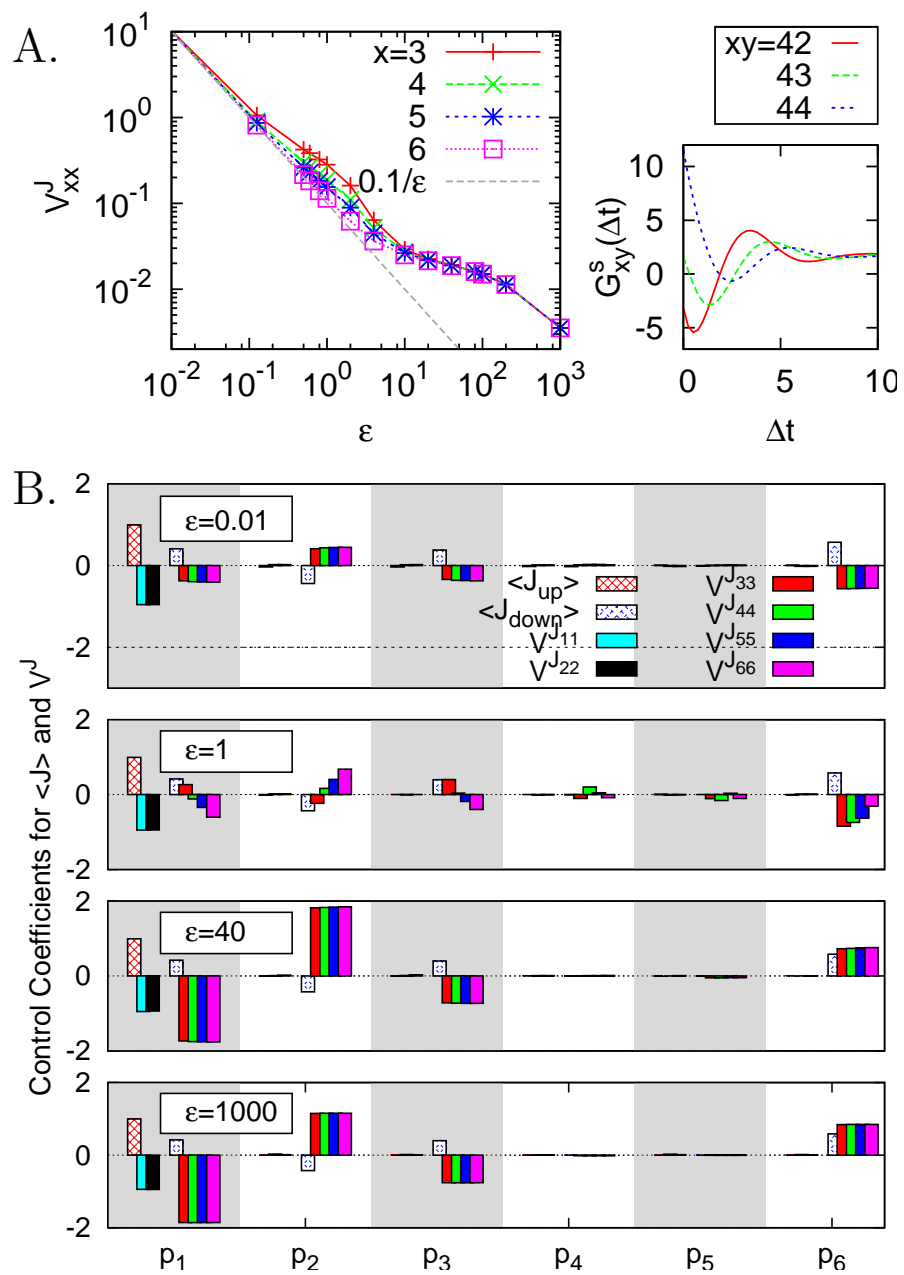 A.
V^J_xx
10^1
10^0
10^-1
10^-2
10^-2 10^-1 10^0 10^1 10^2 10^3
ε
x=3
4
5
6
0.1/ε
xy=42
43
44
G^s_xy(Δt)
10
5
0
-5
0 5 10
Δt
B.
Control Coefficients for <J> and V^J
2
0
-2
ε=0.01
<J_up>
<J_down>
V^J_11
V^J_22
V^J_33
V^J_44
V^J_55
V^J_66
2
0
-2
ε=1
2
0
-2
ε=40
2
0
-2
ε=1000
p_1 p_2 p_3 p_4 p_5 p_6